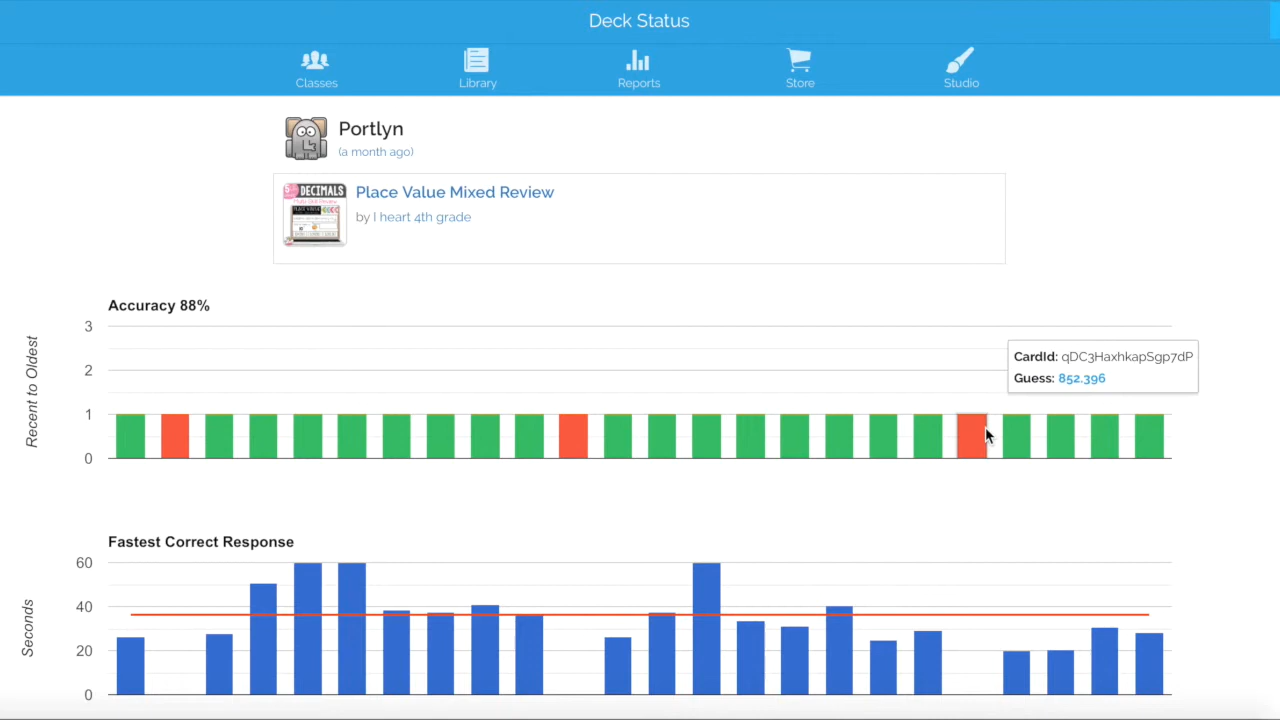 Deck Status
Classes
Library
Reports
Store
Studio
Portlyn
(a month ago)
DECIMALS
Place Value Mixed Review
by I heart 4th grade
Accuracy 88%
Recent to Oldest
3
2
1
0
CardId: qDC3HaxhkapSgp7dP
Guess: 852.396
Fastest Correct Response
Seconds
60
40
20
0